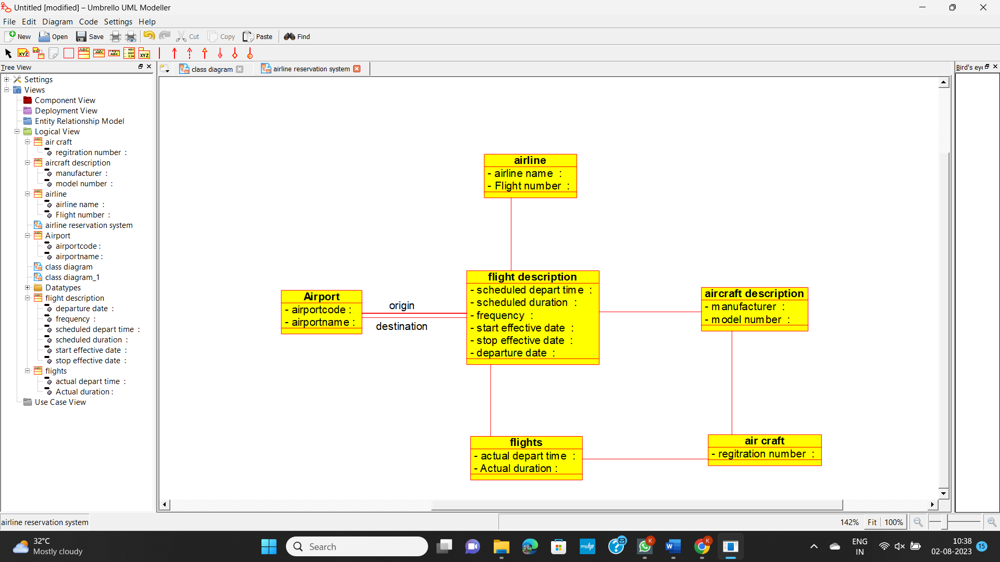 Untitled [modified] – Umbrello UML Modeller
File Edit Diagram Code Settings Help
New Open Save Cut Copy Paste Find
Tree View
class diagram
airline reservation system
Bird's eye
Settings
Views
Component View
Deployment View
Entity Relationship Model
Logical View
air craft
regitration number :
aircraft description
manufacturer :
model number :
airline
airline name :
Flight number :
airline reservation system
Airport
airportcode :
airportname :
class diagram
class diagram_1
Datatypes
flight description
departure date :
frequency :
scheduled depart time :
scheduled duration :
start effective date :
stop effective date :
flights
actual depart time :
Actual duration :
Use Case View
airline
- airline name :
- Flight number :
flight description
- scheduled depart time :
- scheduled duration :
- frequency :
- start effective date :
- stop effective date :
- departure date :
Airport
- airportcode :
- airportname :
origin
destination
aircraft description
- manufacturer :
- model number :
flights
- actual depart time :
- Actual duration :
air craft
- regitration number :
airline reservation system
142% Fit 100%
32°C
Mostly cloudy
Search
myhp
K
K
ENG
IN
10:38
02-08-2023
15